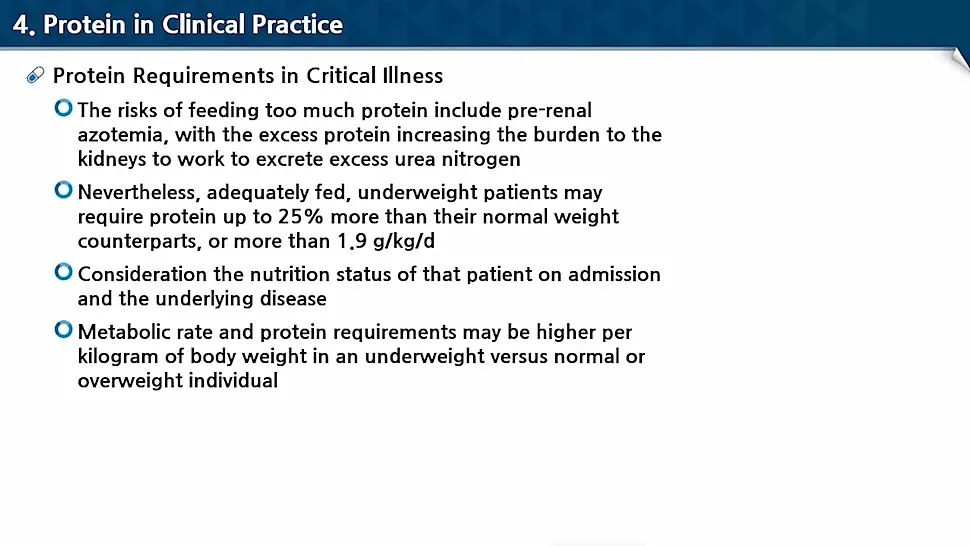 4. Protein in Clinical Practice
Protein Requirements in Critical Illness
The risks of feeding too much protein include pre-renal
azotemia, with the excess protein increasing the burden to the
kidneys to work to excrete excess urea nitrogen
Nevertheless, adequately fed, underweight patients may
require protein up to 25% more than their normal weight
counterparts, or more than 1.9 g/kg/d
Consideration the nutrition status of that patient on admission
and the underlying disease
Metabolic rate and protein requirements may be higher per
kilogram of body weight in an underweight versus normal or
overweight individual